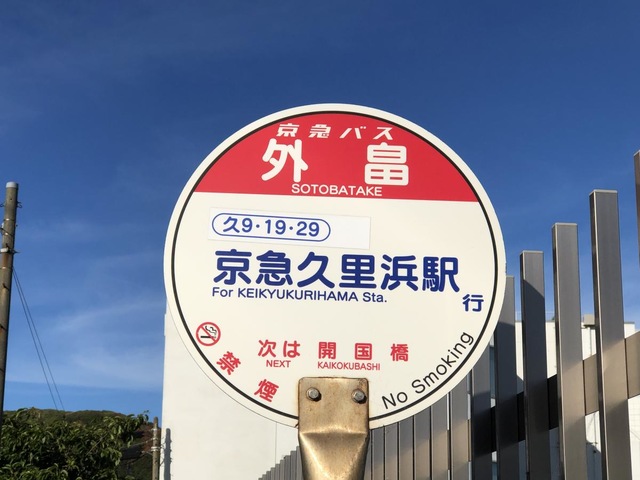 京急バス
外畠
SOTOBATAKE
久9・19・29
京急久里浜駅
For KEIKYUKURIHAMA Sta.
行
次は 開国橋
NEXT KAIKOKUBASHI
禁煙
No Smoking